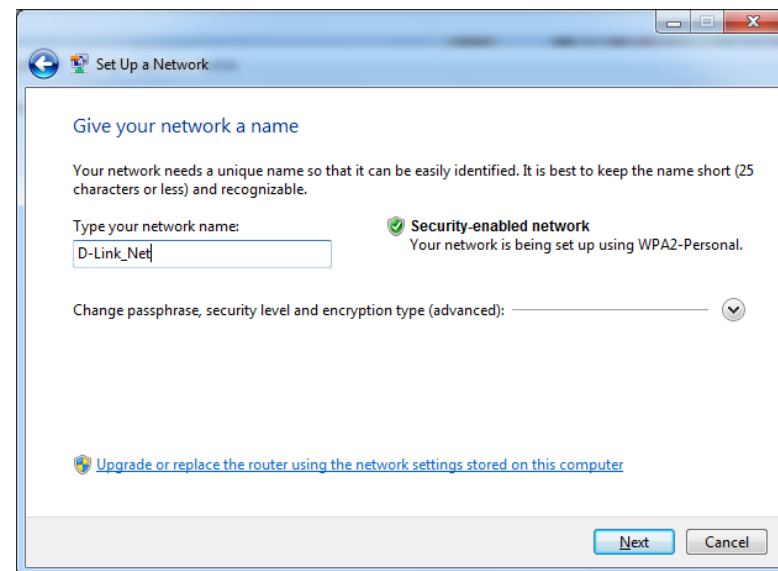 Set Up a Network
Give your network a name
Your network needs a unique name so that it can be easily identified. It is best to keep the name short (25
characters or less) and recognizable.
Type your network name:
Security-enabled network
D-Link_Net
Your network is being set up using WPA2-Personal.
Change passphrase, security level and encryption type (advanced):
Upgrade or replace the router using the network settings stored on this computer
Next
Cancel